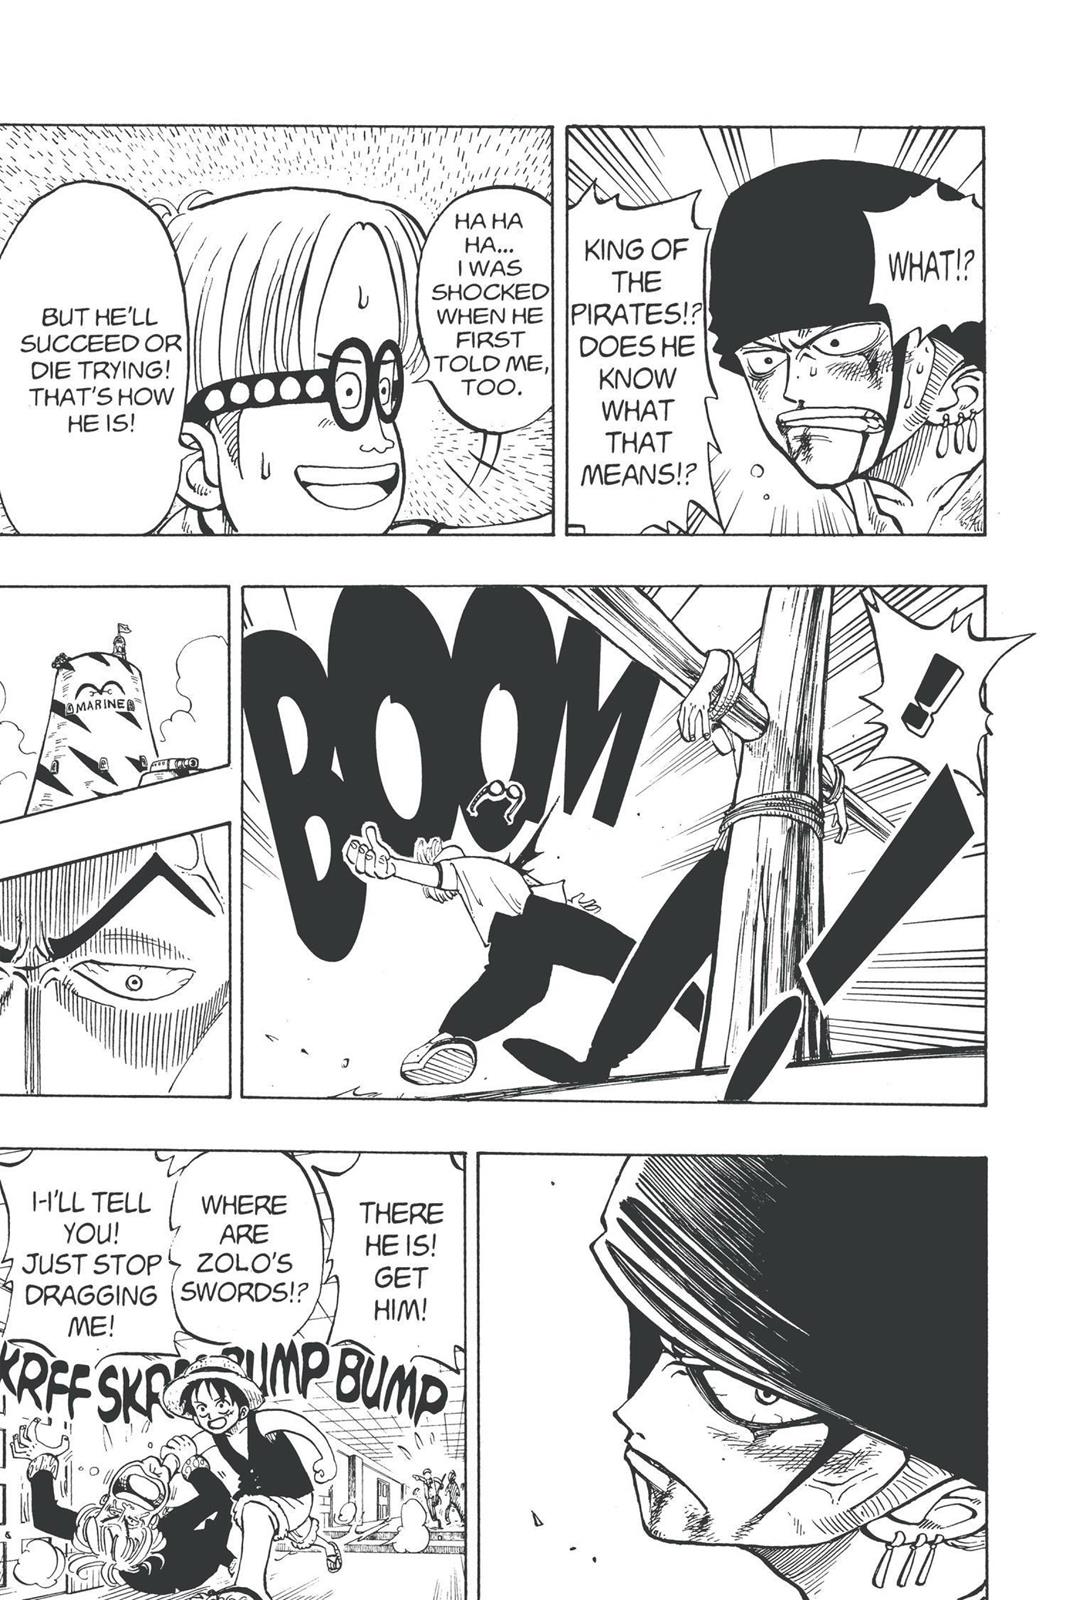 WHAT!?
KING OF
THE
PIRATES!?
DOES HE
KNOW
WHAT
THAT
MEANS!?
HA HA
HA...
I WAS
SHOCKED
WHEN HE
FIRST
TOLD ME,
TOO.
BUT HE'LL
SUCCEED OR
DIE TRYING!
THAT'S HOW
HE IS!
!!
BOOM!
MARINE
THERE
HE IS!
GET
HIM!
WHERE
ARE
ZOLO'S
SWORDS!?
I-I'LL TELL
YOU!
JUST STOP
DRAGGING
ME!
BUMP BUMP